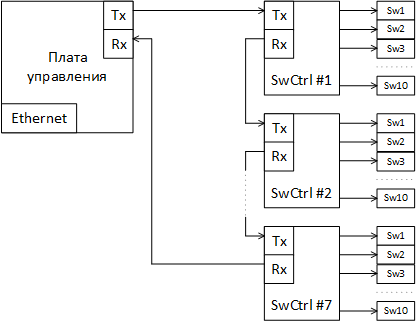 Tx
Rx
Плата
управления
Ethernet
Tx
Rx
SwCtrl #1
Sw1
Sw2
Sw3
Sw10
Tx
Rx
SwCtrl #2
Sw1
Sw2
Sw3
Sw10
Tx
Rx
SwCtrl #7
Sw1
Sw2
Sw3
Sw10